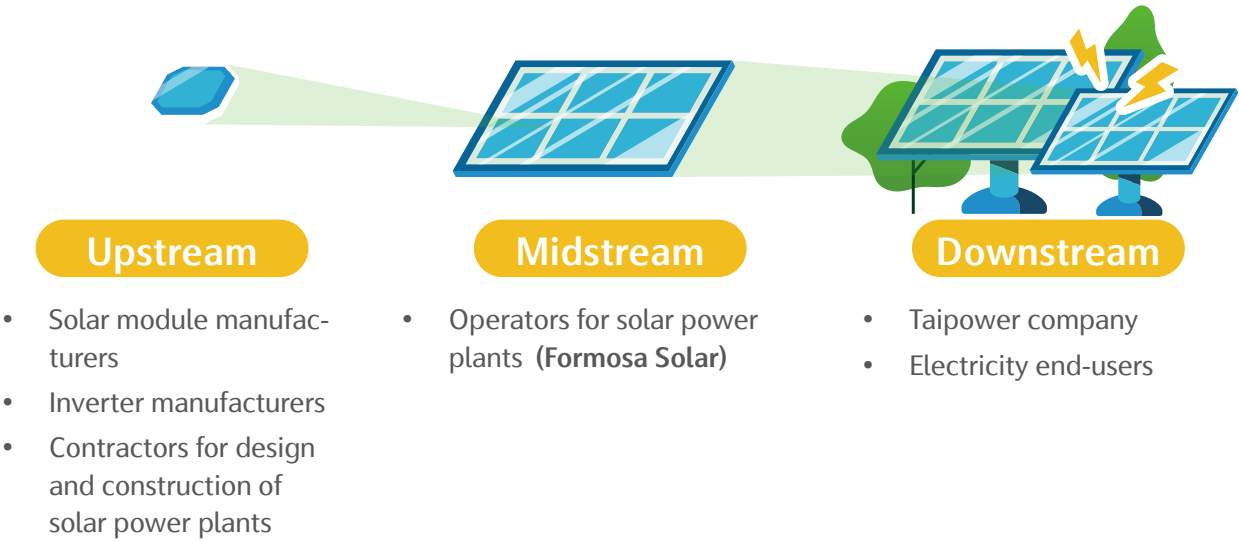 Upstream
• Solar module manufac-
turers
• Inverter manufacturers
• Contractors for design
and construction of
solar power plants
Midstream
• Operators for solar power
plants (Formosa Solar)
Downstream
• Taipower company
• Electricity end-users